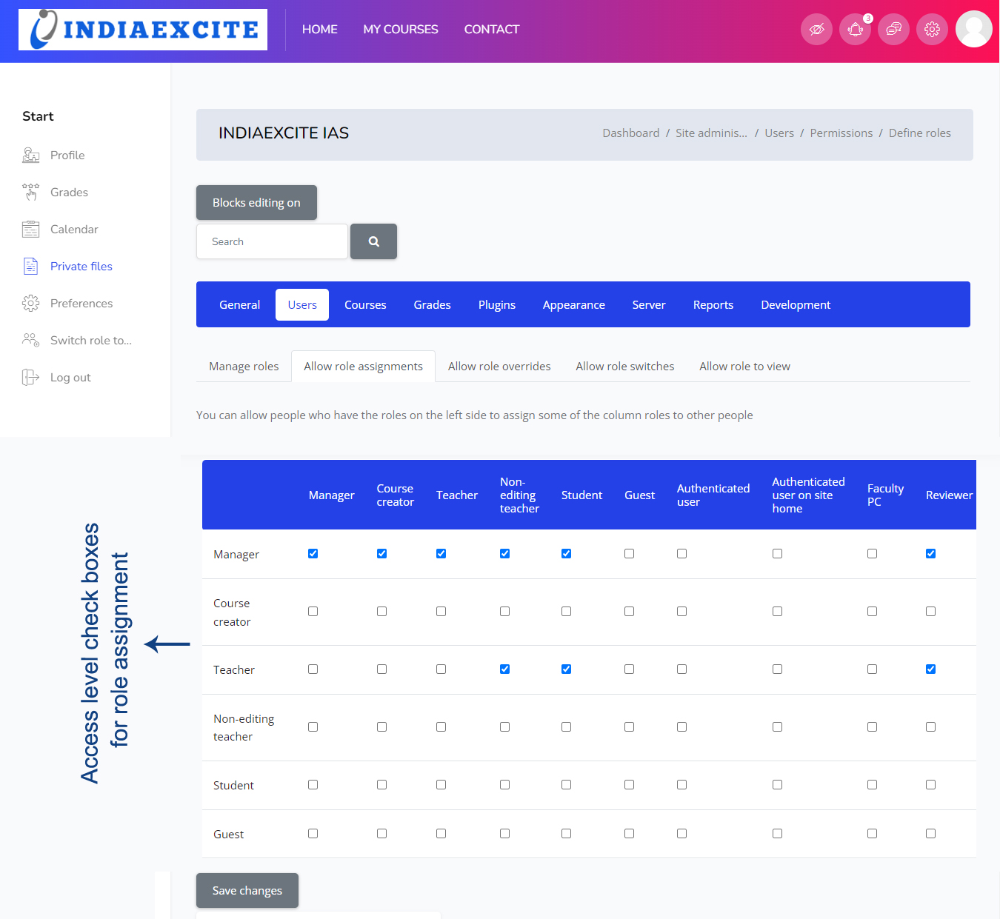 INDIAEXCITE
HOME MY COURSES CONTACT
3
Start
Profile
Grades
Calendar
Private files
Preferences
Switch role to...
Log out
INDIAEXCITE IAS
Dashboard / Site adminis... / Users / Permissions / Define roles
Blocks editing on
Search
General Users Courses Grades Plugins Appearance Server Reports Development
Manage roles Allow role assignments Allow role overrides Allow role switches Allow role to view
You can allow people who have the roles on the left side to assign some of the column roles to other people
Manager
Course
creator
Teacher
Non-
editing
teacher
Student
Guest
Authenticated
user
Authenticated
user on site
home
Faculty
PC
Reviewer
Manager
Course
creator
Teacher
Non-editing
teacher
Student
Guest
Access level check boxes
for role assignment
Save changes